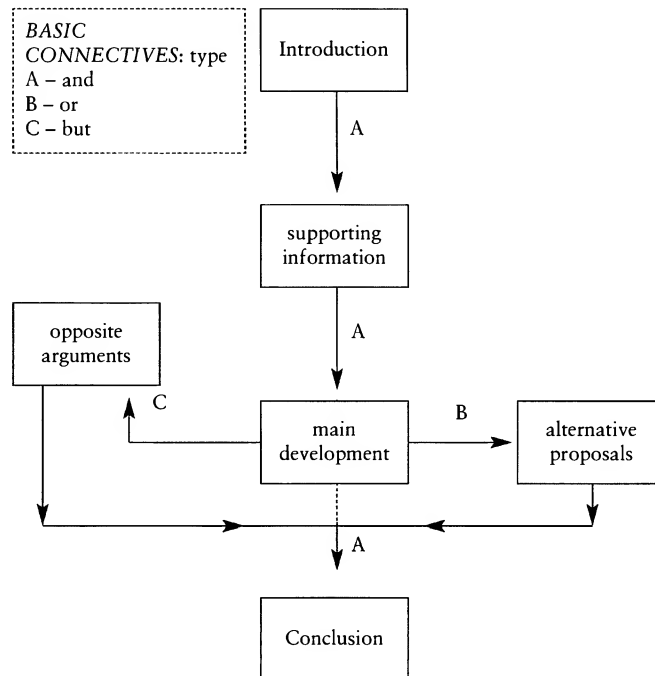 BASIC
CONNECTIVES: type
A – and
B – or
C – but
Introduction
A
supporting
information
A
opposite
arguments
C
main
development
B
alternative
proposals
A
Conclusion